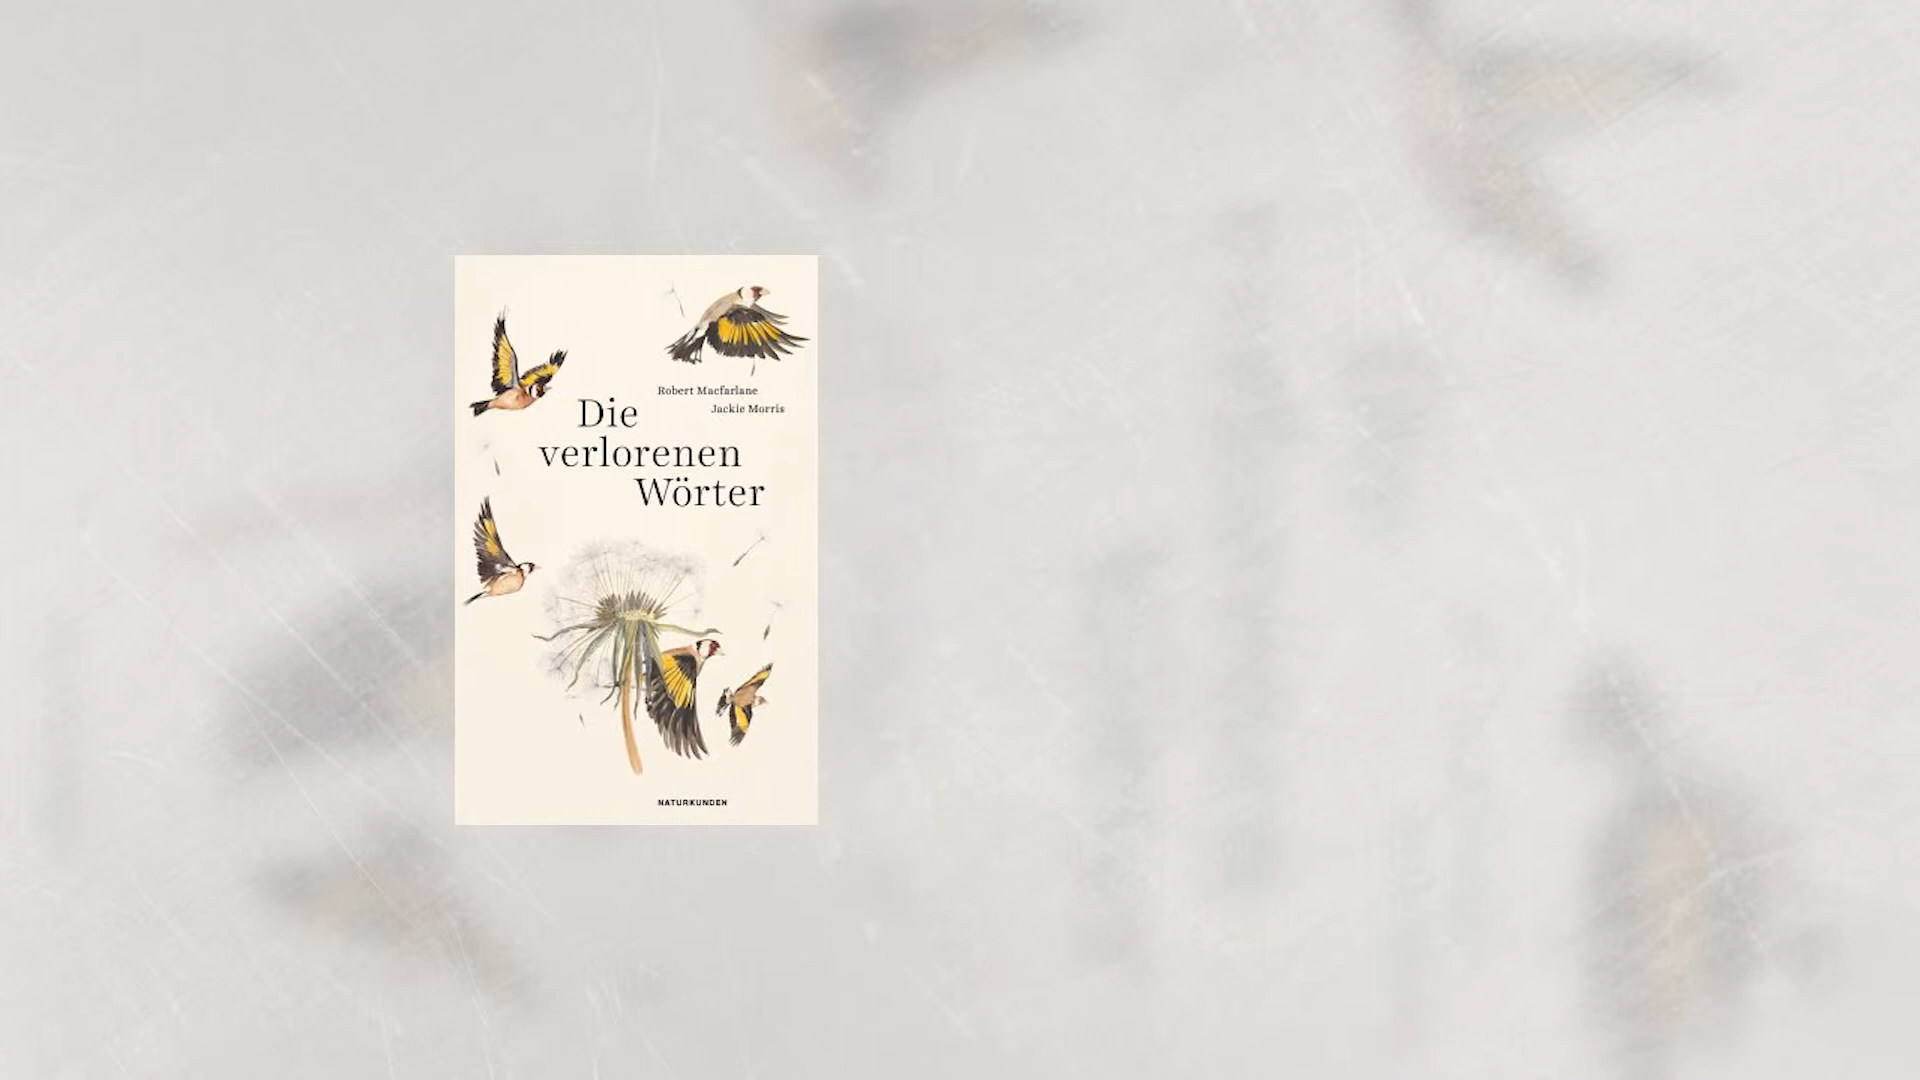 Robert Macfarlane
Jackie Morris
Die
verlorenen
Wörter
NATURKUNDEN